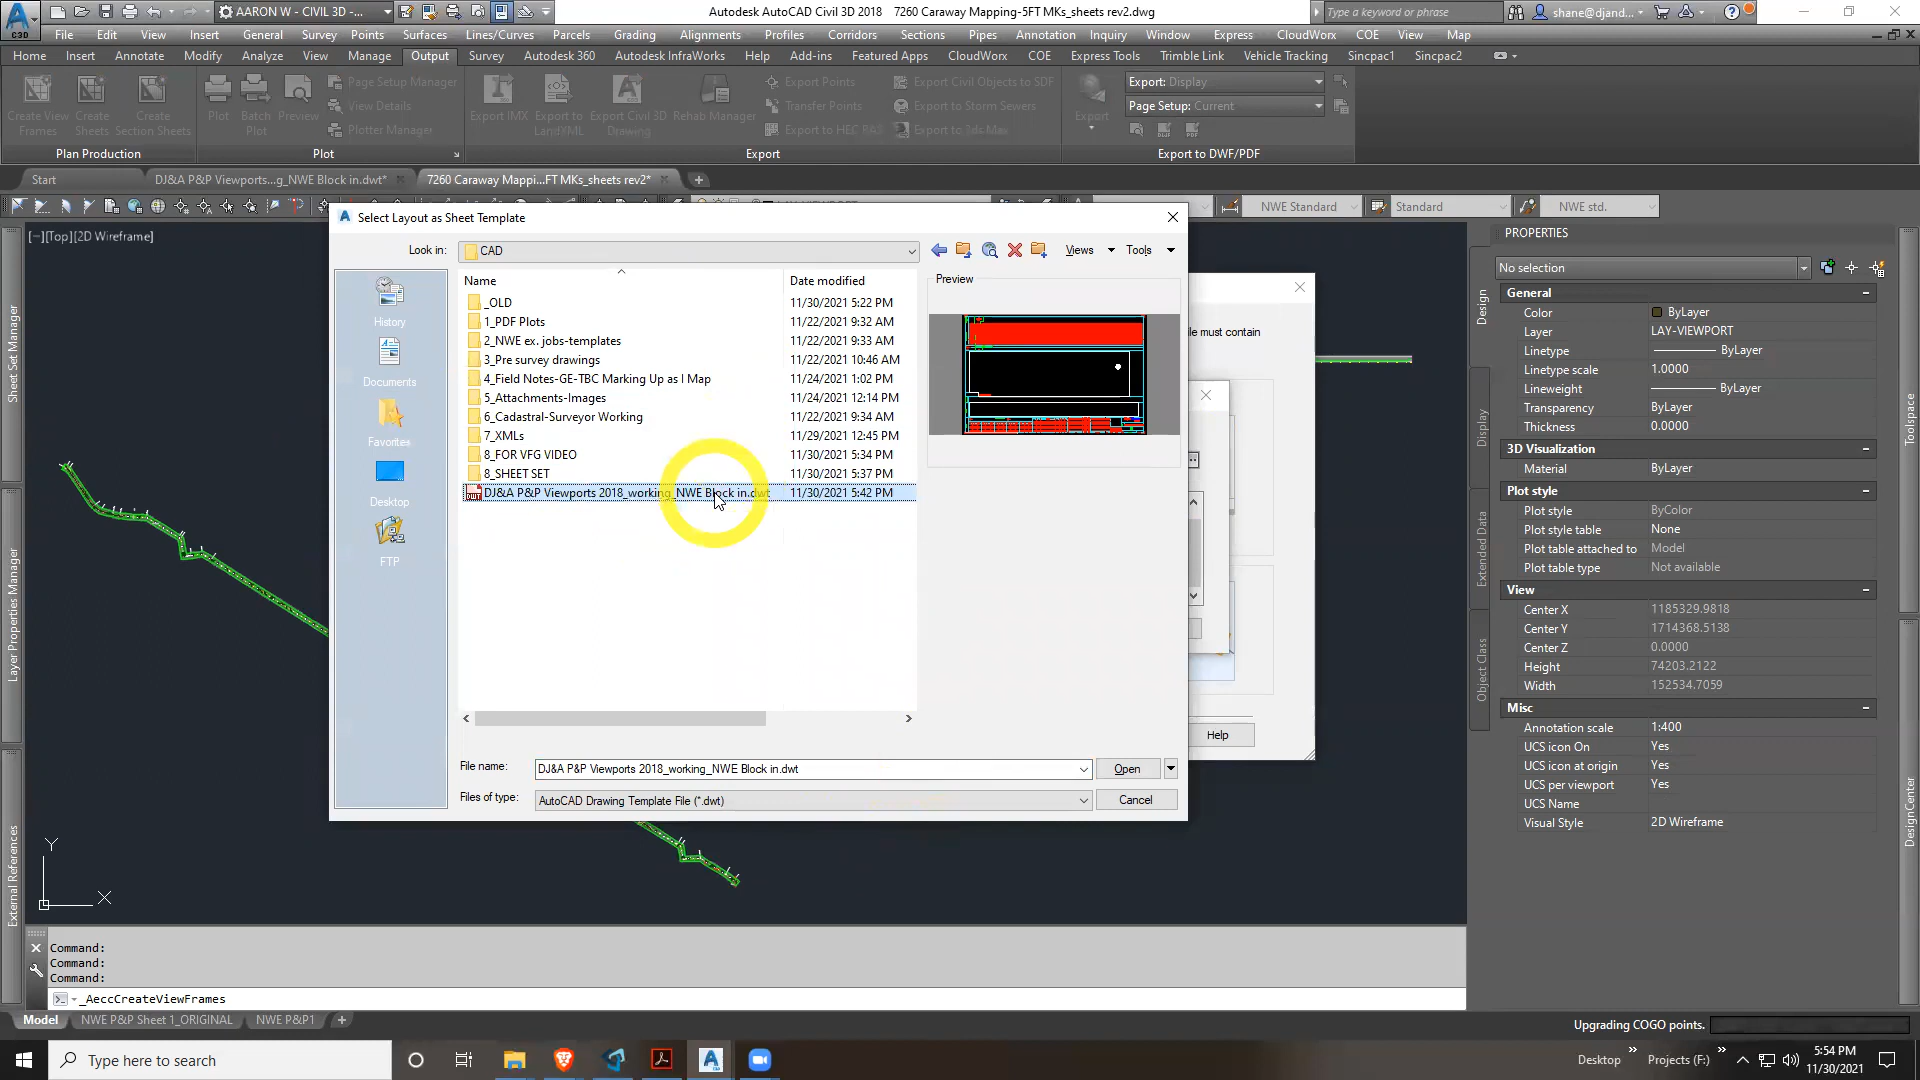 AARON W - CIVIL 3D -...
Autodesk AutoCAD Civil 3D 2018 7260 Caraway Mapping-5FT MKs_sheets rev2.dwg
Type a keyword or phrase
shane@djand...
C3D
File Edit View Insert General Survey Points Surfaces Lines/Curves Parcels Grading Alignments Profiles Corridors Sections Pipes Annotation Inquiry Window Express CloudWorx COE View Map
Home Insert Annotate Modify Analyze View Manage Output Survey Autodesk 360 Autodesk InfraWorks Help Add-ins Featured Apps CloudWorx COE Express Tools Trimble Link Vehicle Tracking Sincpac1 Sincpac2
Page Setup Manager
Export Points
Export Civil Objects to SDF
Export: Display
View Details
Transfer Points
Export to Storm Sewers
Page Setup: Current
Create View Frames
Create Sheets
Create Section Sheets
Plot
Batch Plot
Preview
Plotter Manager
Export IMX
Export to LandXML
Export Civil 3D Drawing
Rehab Manager
Export to HEC RAS
Export to 3ds Max
Export
Plan Production
Plot
Export
Export to DWF/PDF
Start
DJ&A P&P Viewports...g_NWE Block in.dwt*
7260 Caraway Mappi...FT MKs_sheets rev2*
NWE Standard
Standard
NWE std.
[−][Top][2D Wireframe]
Select Layout as Sheet Template
Look in:
CAD
Views
Tools
Name
Date modified
Preview
_OLD 11/30/2021 5:22 PM
1_PDF Plots 11/22/2021 9:32 AM
2_NWE ex. jobs-templates 11/22/2021 9:33 AM
3_Pre survey drawings 11/22/2021 10:46 AM
4_Field Notes-GE-TBC Marking Up as I Map 11/24/2021 1:02 PM
5_Attachments-Images 11/24/2021 12:14 PM
6_Cadastral-Surveyor Working 11/22/2021 9:34 AM
7_XMLs 11/29/2021 12:45 PM
8_FOR VFG VIDEO 11/30/2021 5:34 PM
8_SHEET SET 11/30/2021 5:37 PM
DJ&A P&P Viewports 2018_working_NWE Block in.dwt 11/30/2021 5:42 PM
History
Documents
Favorites
Desktop
FTP
File name:
DJ&A P&P Viewports 2018_working_NWE Block in.dwt
Open
Files of type:
AutoCAD Drawing Template File (*.dwt)
Cancel
ile must contain
Help
Sheet Set Manager
Layer Properties Manager
External References
PROPERTIES
No selection
General
Color ByLayer
Layer LAY-VIEWPORT
Linetype ByLayer
Linetype scale 1.0000
Lineweight ByLayer
Transparency ByLayer
Thickness 0.0000
3D Visualization
Material ByLayer
Plot style
Plot style ByColor
Plot style table None
Plot table attached to Model
Plot table type Not available
View
Center X 1185329.9818
Center Y 1714368.5138
Center Z 0.0000
Height 74203.2122
Width 152534.7059
Misc
Annotation scale 1:400
UCS icon On Yes
UCS icon at origin Yes
UCS per viewport Yes
UCS Name
Visual Style 2D Wireframe
Design
Display
Extended Data
Object Class
Toolspace
DesignCenter
Y
X
Command:
Command:
Command:
_AeccCreateViewFrames
Model NWE P&P Sheet 1_ORIGINAL NWE P&P1
Upgrading COGO points.
Type here to search
Desktop
Projects (F:)
5:54 PM
11/30/2021